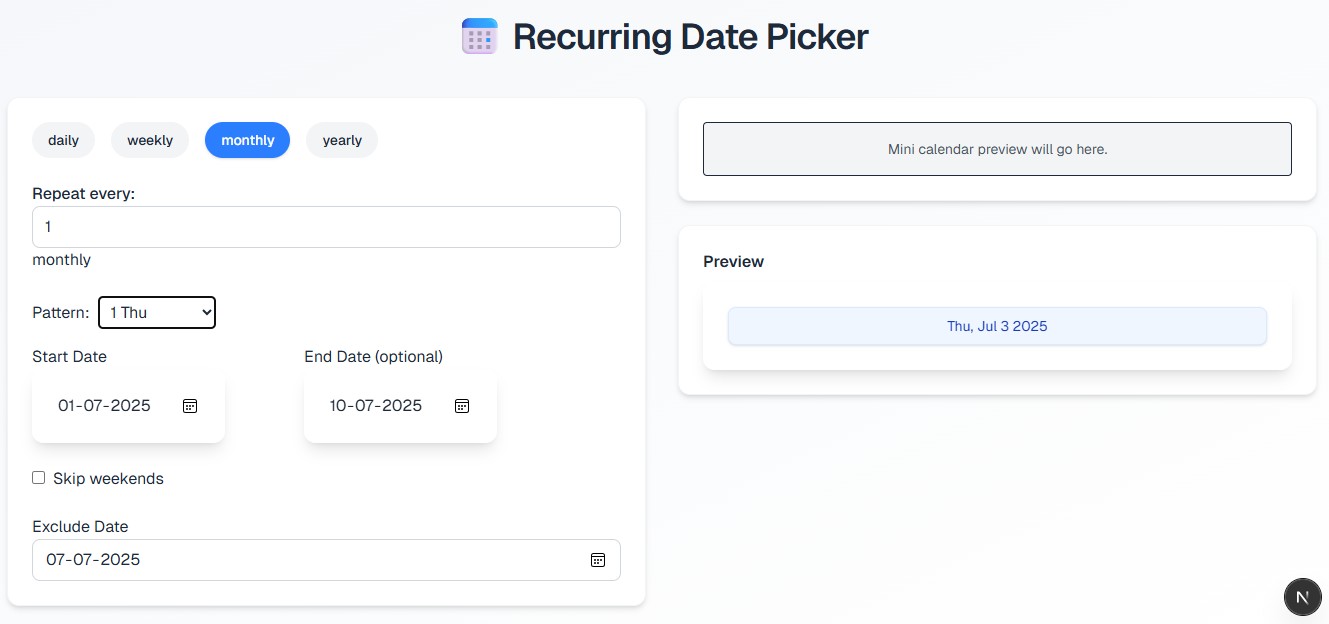 Recurring Date Picker
daily weekly monthly yearly
Repeat every:
1
monthly
Pattern: 1 Thu
Start Date End Date (optional)
01-07-2025 10-07-2025
Skip weekends
Exclude Date
07-07-2025
Mini calendar preview will go here.
Preview
Thu, Jul 3 2025
N